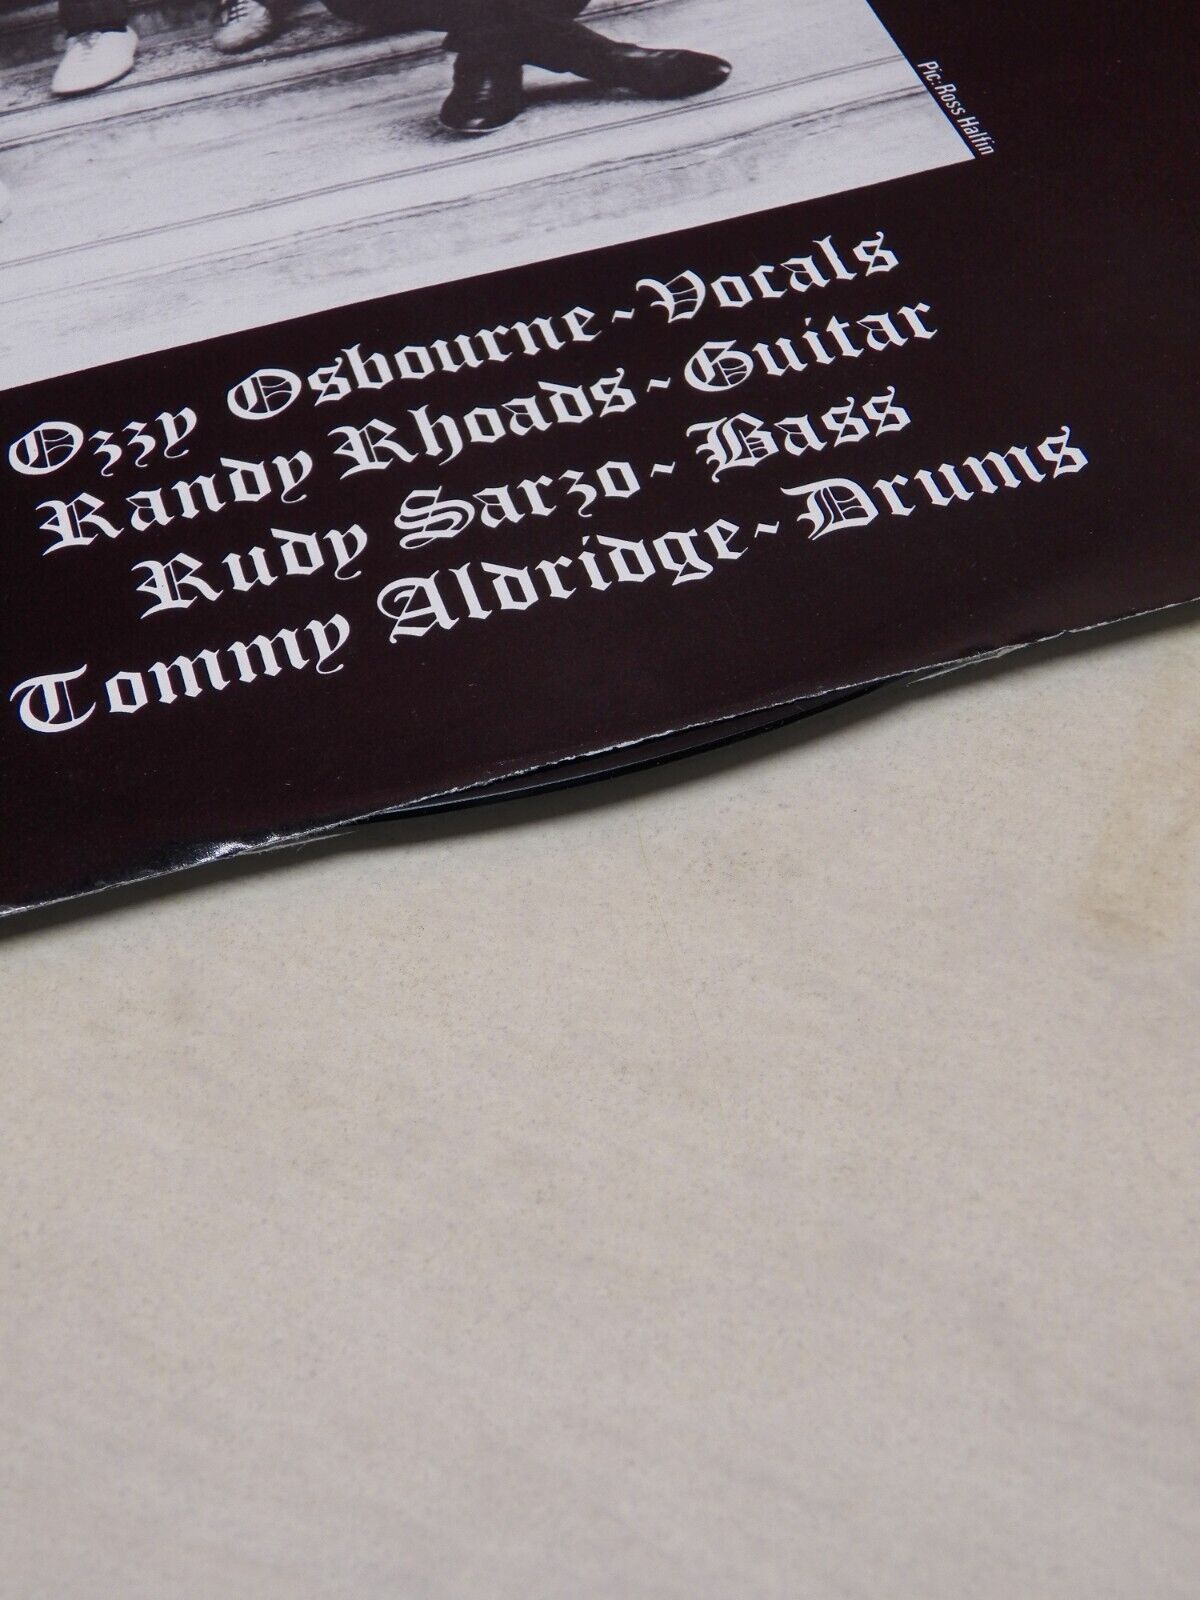 Pic: Ross Halfin
Ozzy Osbourne ~ Vocals
Randy Rhoads ~ Guitar
Rudy Sarzo ~ Bass
Tommy Aldridge ~ Drums